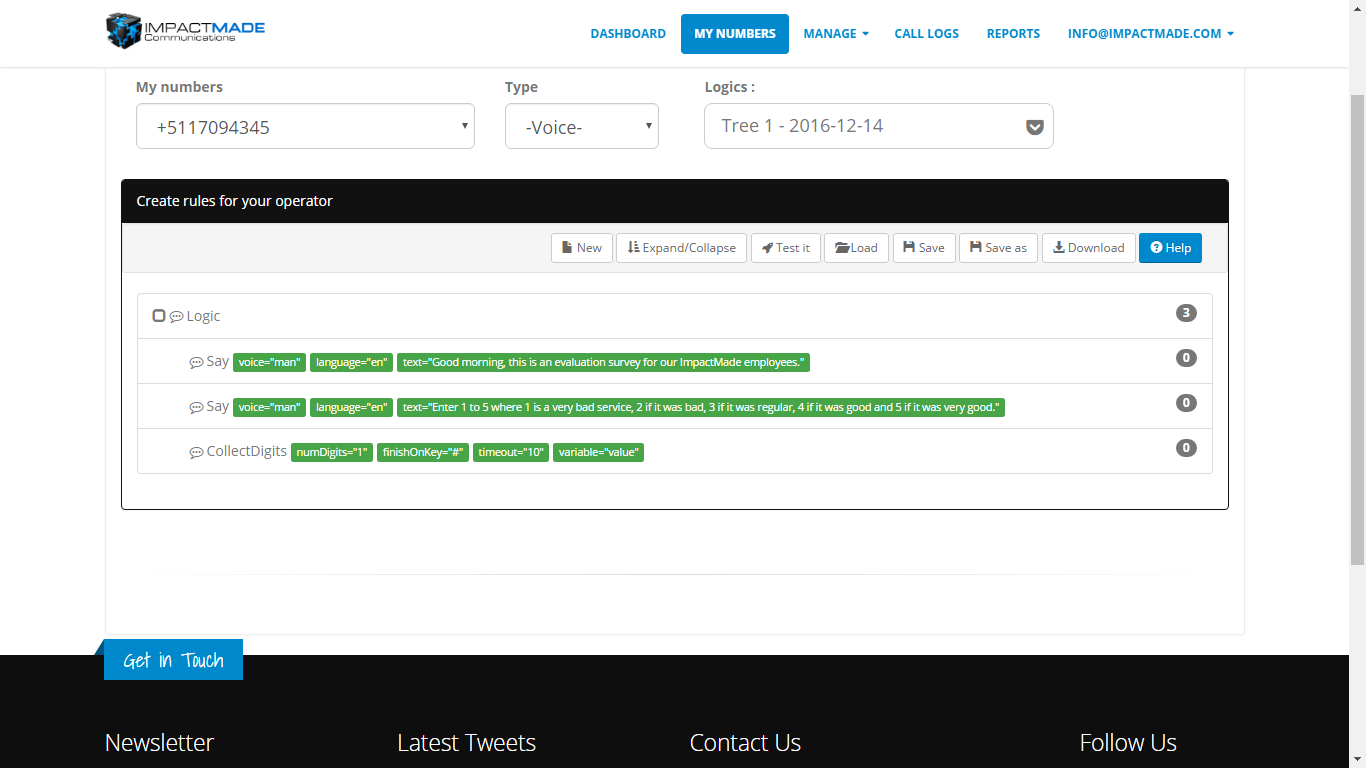 IMPACTMADE
Communications
DASHBOARD MY NUMBERS MANAGE CALL LOGS REPORTS INFO@IMPACTMADE.COM
My numbers Type Logics :
+5117094345 -Voice- Tree 1 - 2016-12-14
Create rules for your operator
New Expand/Collapse Test it Load Save Save as Download Help
Logic 3
Say voice="man" language="en" text="Good morning, this is an evaluation survey for our ImpactMade employees." 0
Say voice="man" language="en" text="Enter 1 to 5 where 1 is a very bad service, 2 if it was bad, 3 if it was regular, 4 if it was good and 5 if it was very good." 0
CollectDigits numDigits="1" finishOnKey="#" timeout="10" variable="value" 0
Get in Touch
Newsletter Latest Tweets Contact Us Follow Us